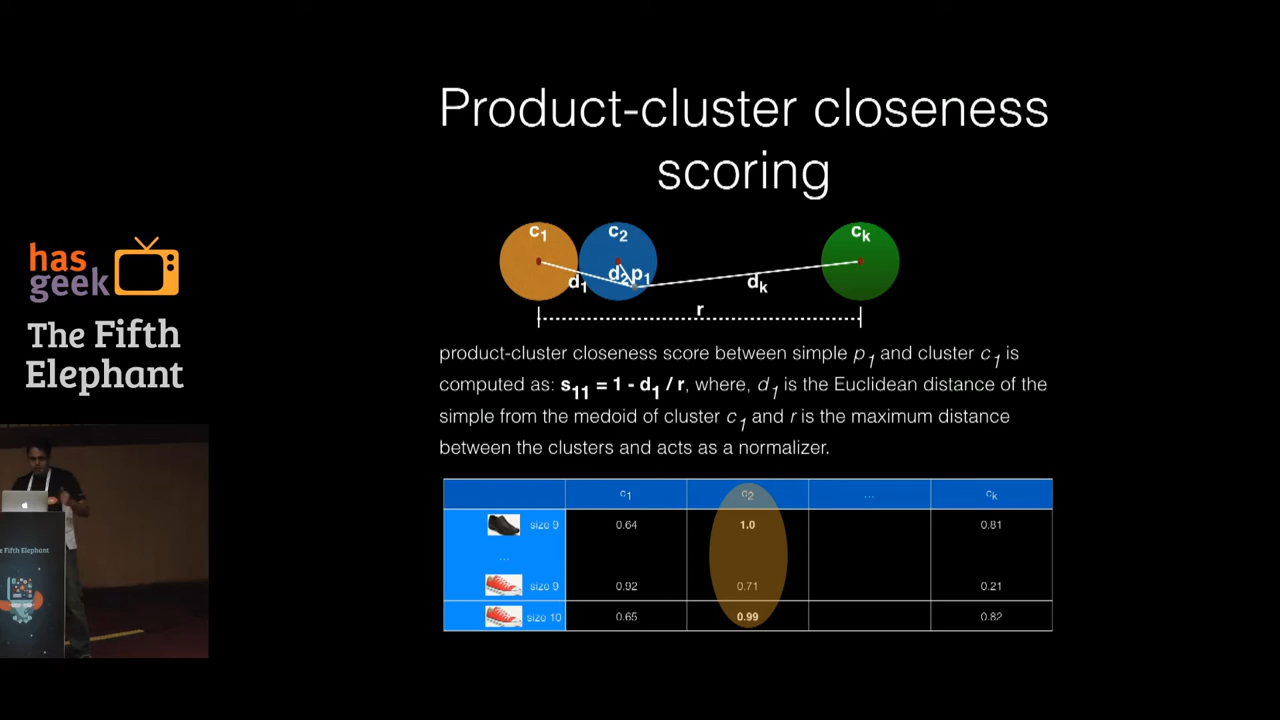 Product-cluster closeness
scoring
has
geek
The Fifth
Elephant
c1 c2 ck
d1 d2 p1 dk
r
product-cluster closeness score between simple p1 and cluster c1 is
computed as: s11 = 1 - d1 / r, where, d1 is the Euclidean distance of the
simple from the medoid of cluster c1 and r is the maximum distance
between the clusters and acts as a normalizer.
c1 c2 ... ck
size 9 0.64 1.0 0.81
...
size 9 0.92 0.71 0.21
size 10 0.65 0.99 0.82
e Fifth Elephant